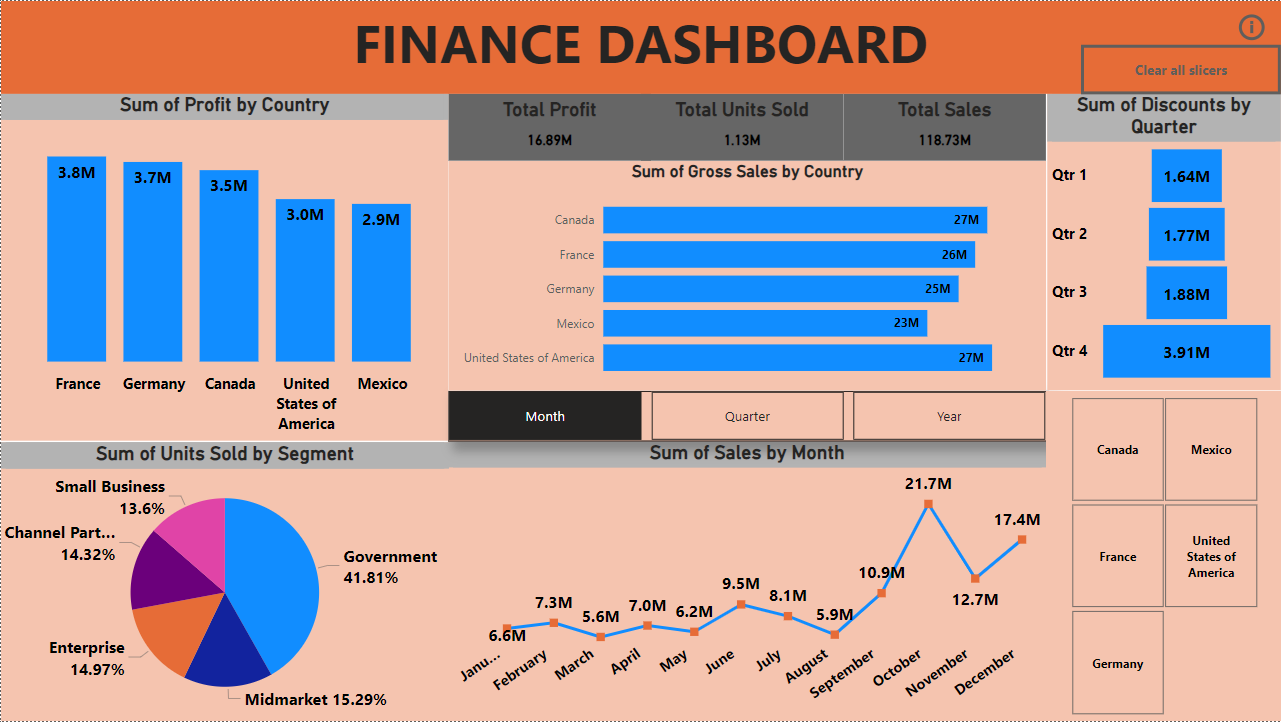 FINANCE DASHBOARD
Clear all slicers
Sum of Profit by Country
3.8M
3.7M
3.5M
3.0M
2.9M
France
Germany
Canada
United
States of
America
Mexico
Total Profit
16.89M
Total Units Sold
1.13M
Total Sales
118.73M
Sum of Gross Sales by Country
Canada
27M
France
26M
Germany
25M
Mexico
23M
United States of America
27M
Sum of Discounts by
Quarter
Qtr 1
1.64M
Qtr 2
1.77M
Qtr 3
1.88M
Qtr 4
3.91M
Month
Quarter
Year
Sum of Units Sold by Segment
Small Business
13.6%
Channel Part...
14.32%
Government
41.81%
Enterprise
14.97%
Midmarket 15.29%
Sum of Sales by Month
6.6M
7.3M
5.6M
7.0M
6.2M
9.5M
8.1M
5.9M
10.9M
21.7M
12.7M
17.4M
Janu...
February
March
April
May
June
July
August
September
October
November
December
Canada
Mexico
France
United
States of
America
Germany